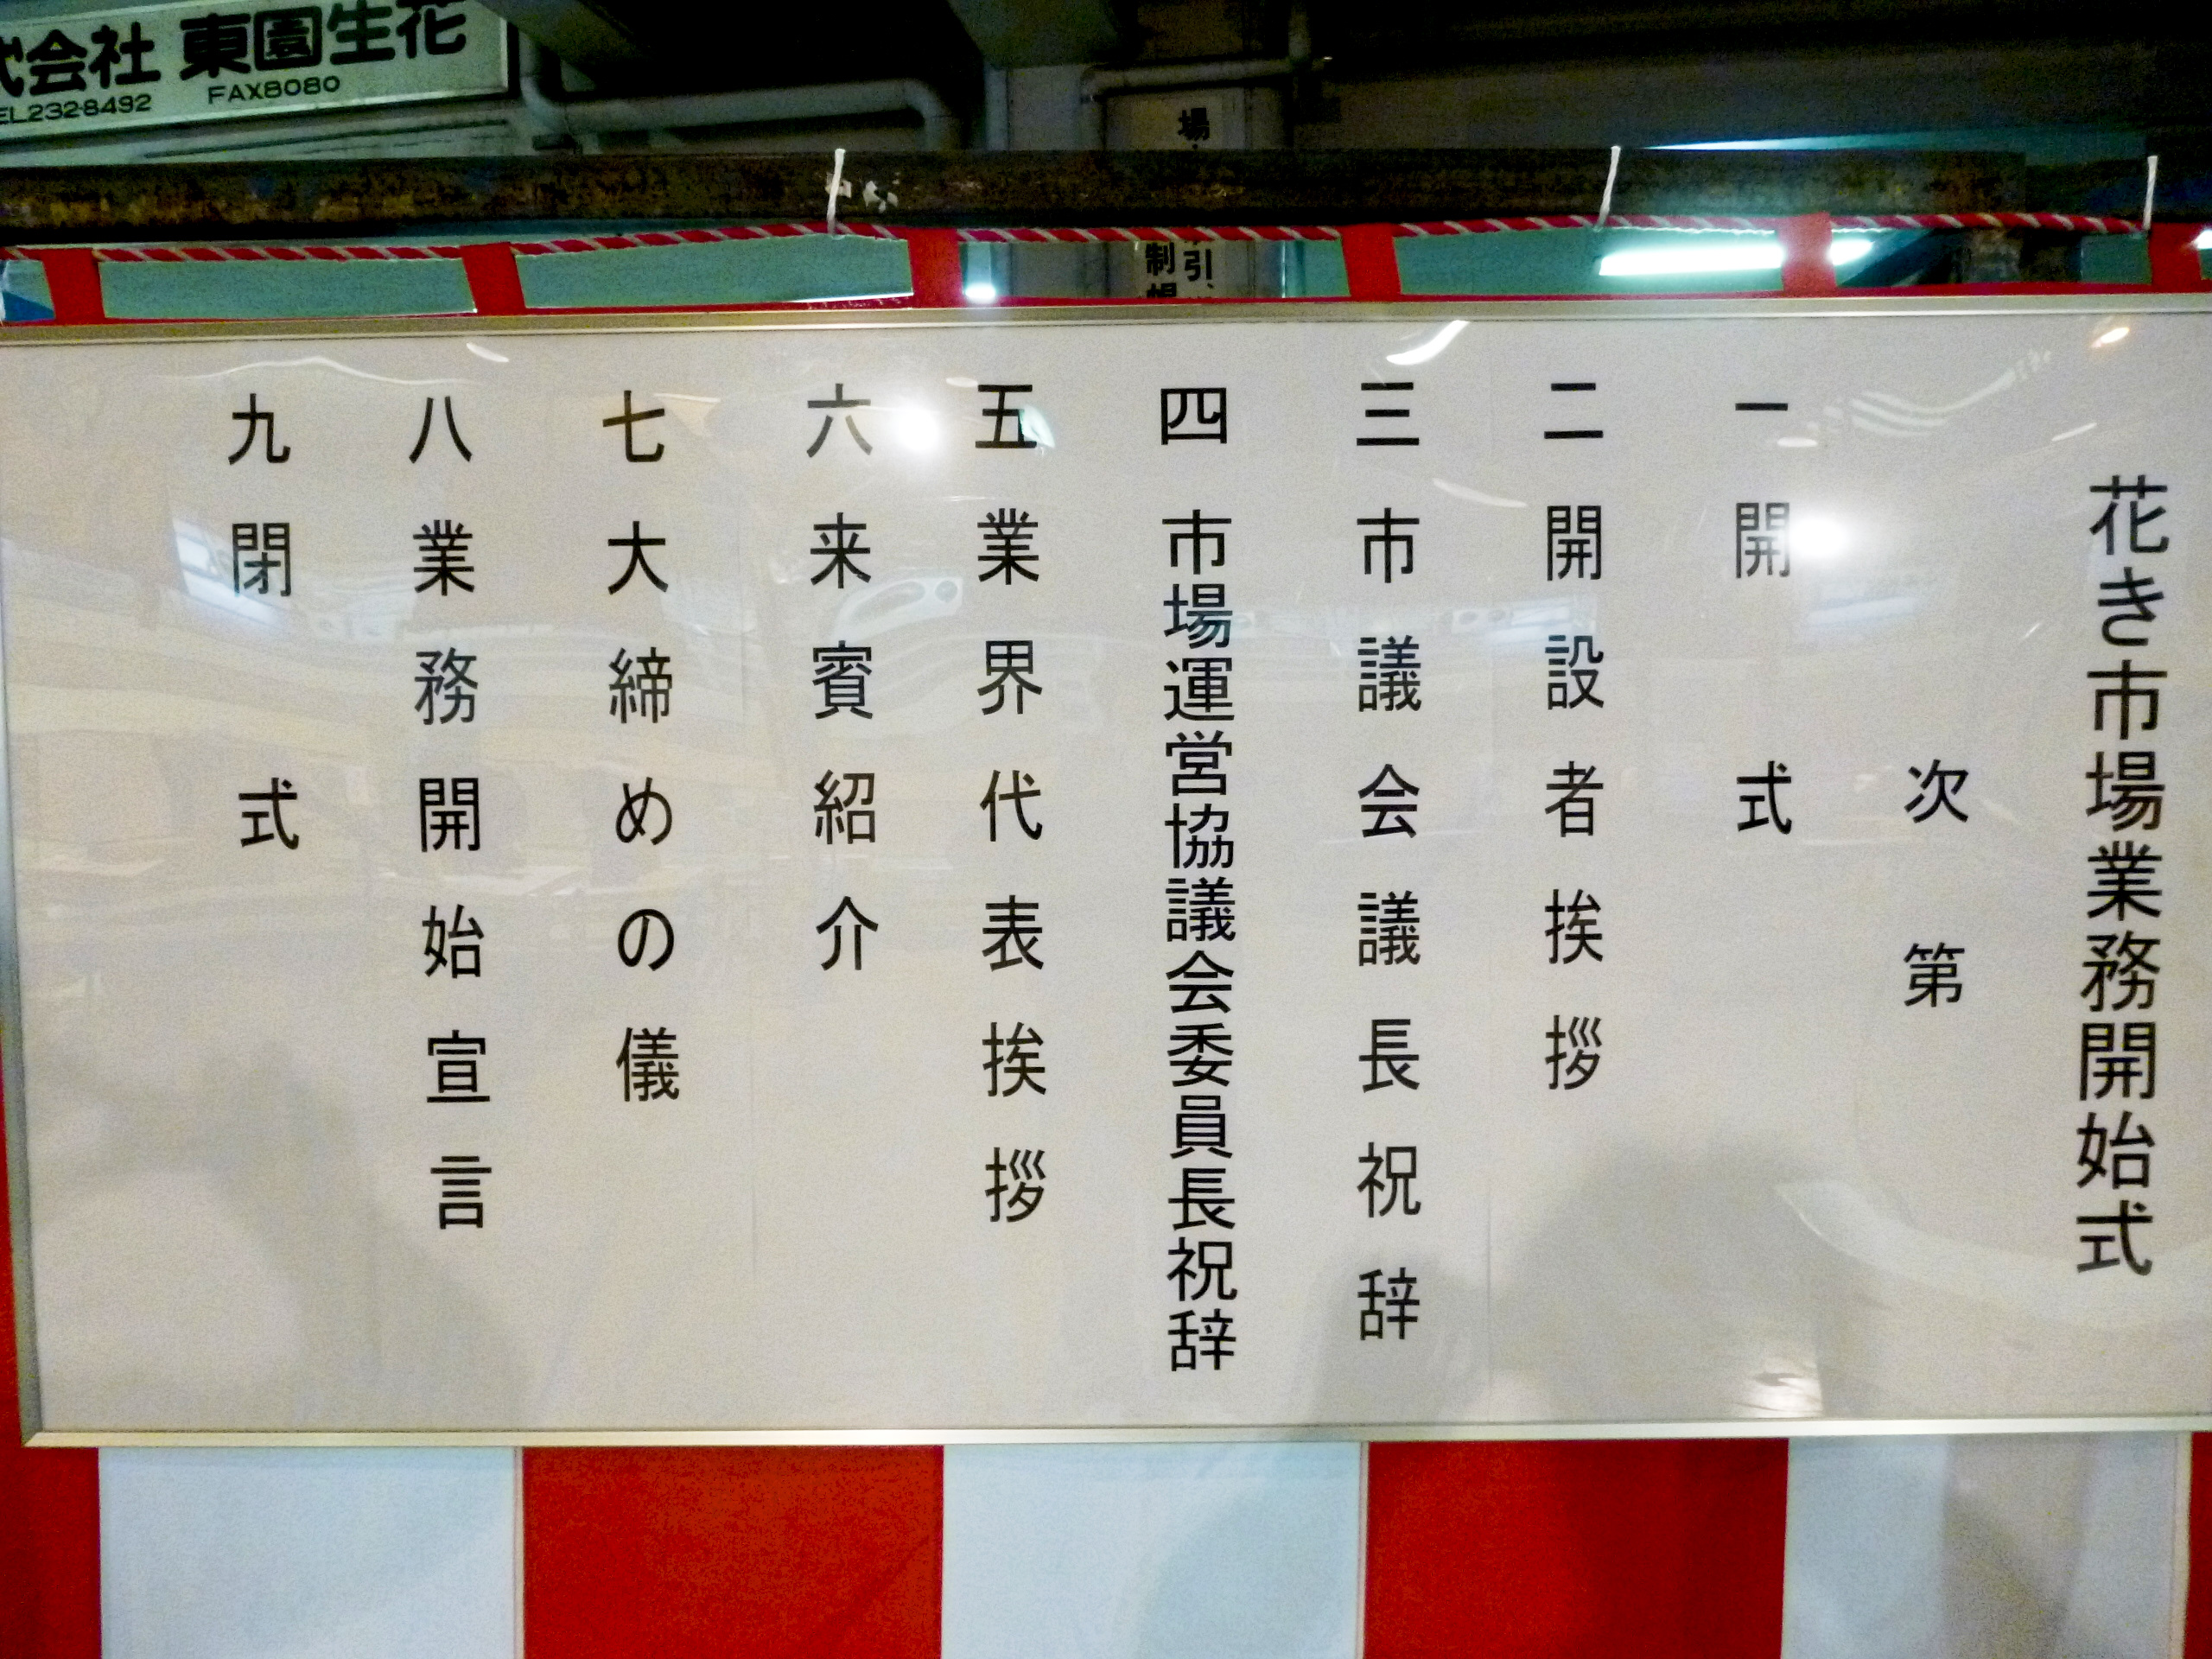 式会社 東園生花
TEL232-8492 FAX8080
場
引、
制
花き市場業務開始式
次第
一 開式
二 開設者挨拶
三 市議会議長祝辞
四 市場運営協議会委員長祝辞
五 業界代表挨拶
六 来賓紹介
七 大締めの儀
八 業務開始宣言
九 閉式